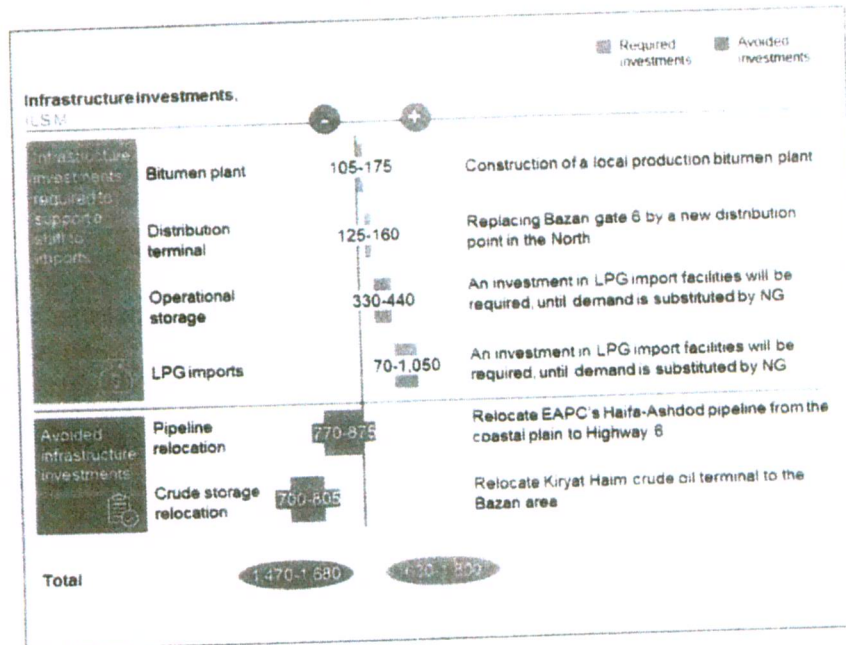 Required
investments
Avoided
investments
Infrastructure investments,
ILS M
-
+
Infrastructure
investments
required to
support a
shift to
imports
Bitumen plant
105-175
Construction of a local production bitumen plant
Distribution
terminal
125-160
Replacing Bazan gate 6 by a new distribution
point in the North
Operational
storage
330-440
An investment in LPG import facilities will be
required, until demand is substituted by NG
LPG imports
70-1,050
An investment in LPG import facilities will be
required, until demand is substituted by NG
Avoided
infrastructure
investments
Pipeline
relocation
770-875
Relocate EAPC's Haifa-Ashdod pipeline from the
coastal plain to Highway 6
Crude storage
relocation
700-805
Relocate Kiryat Haim crude oil terminal to the
Bazan area
Total
1,470-1,680